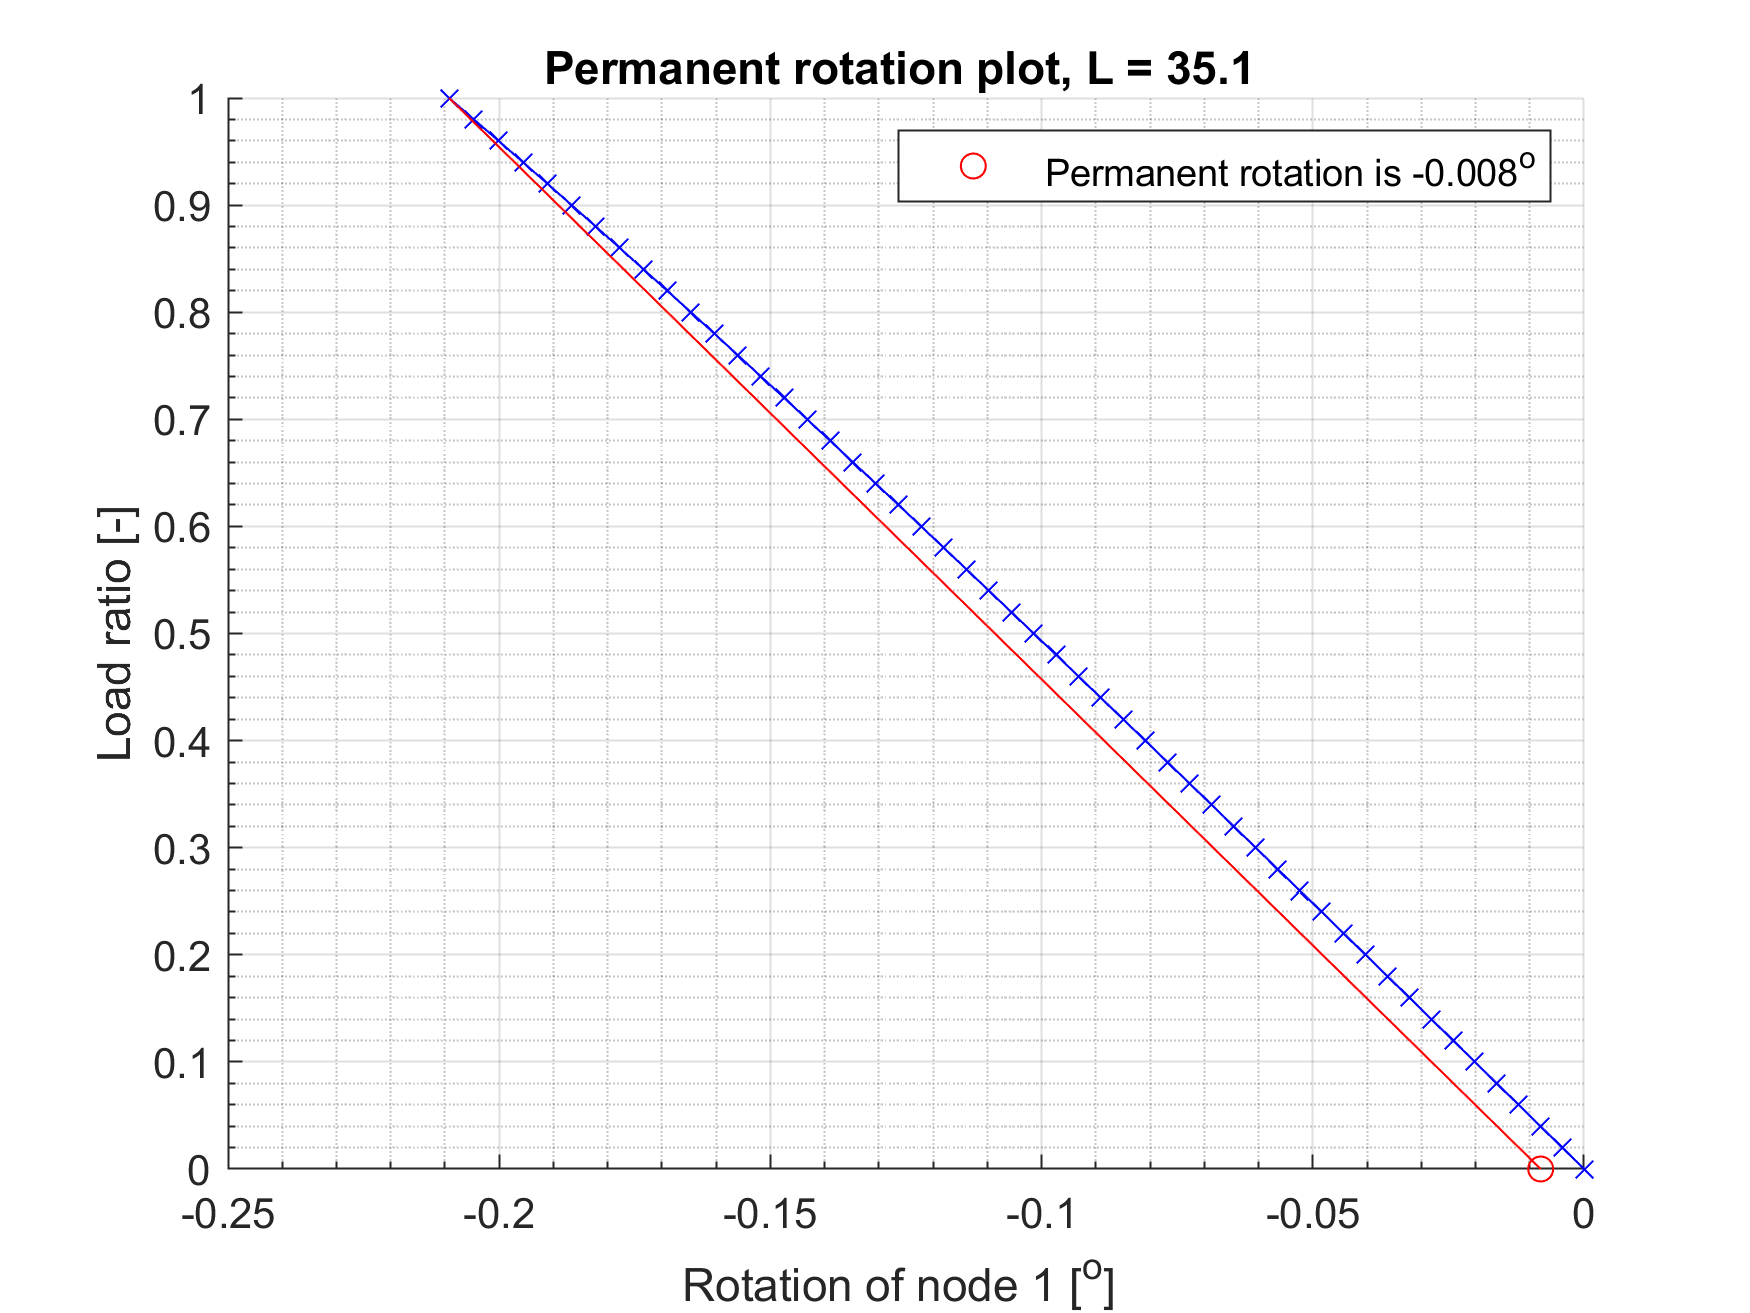 Permanent rotation plot, L = 35.1
Permanent rotation is -0.008º
Load ratio [-]
1
0.9
0.8
0.7
0.6
0.5
0.4
0.3
0.2
0.1
0
-0.25 -0.2 -0.15 -0.1 -0.05 0
Rotation of node 1 [º]